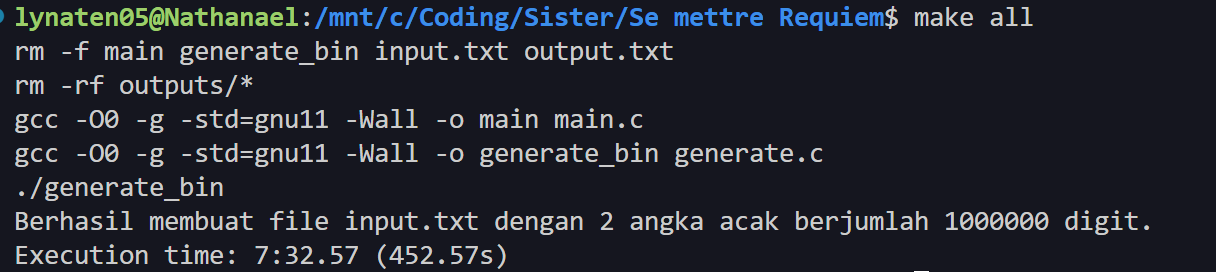 lynaten05@Nathanael:/mnt/c/Coding/Sister/Se mettre Requiem$ make all
rm -f main generate_bin input.txt output.txt
rm -rf outputs/*
gcc -O0 -g -std=gnu11 -Wall -o main main.c
gcc -O0 -g -std=gnu11 -Wall -o generate_bin generate.c
./generate_bin
Berhasil membuat file input.txt dengan 2 angka acak berjumlah 1000000 digit.
Execution time: 7:32.57 (452.57s)